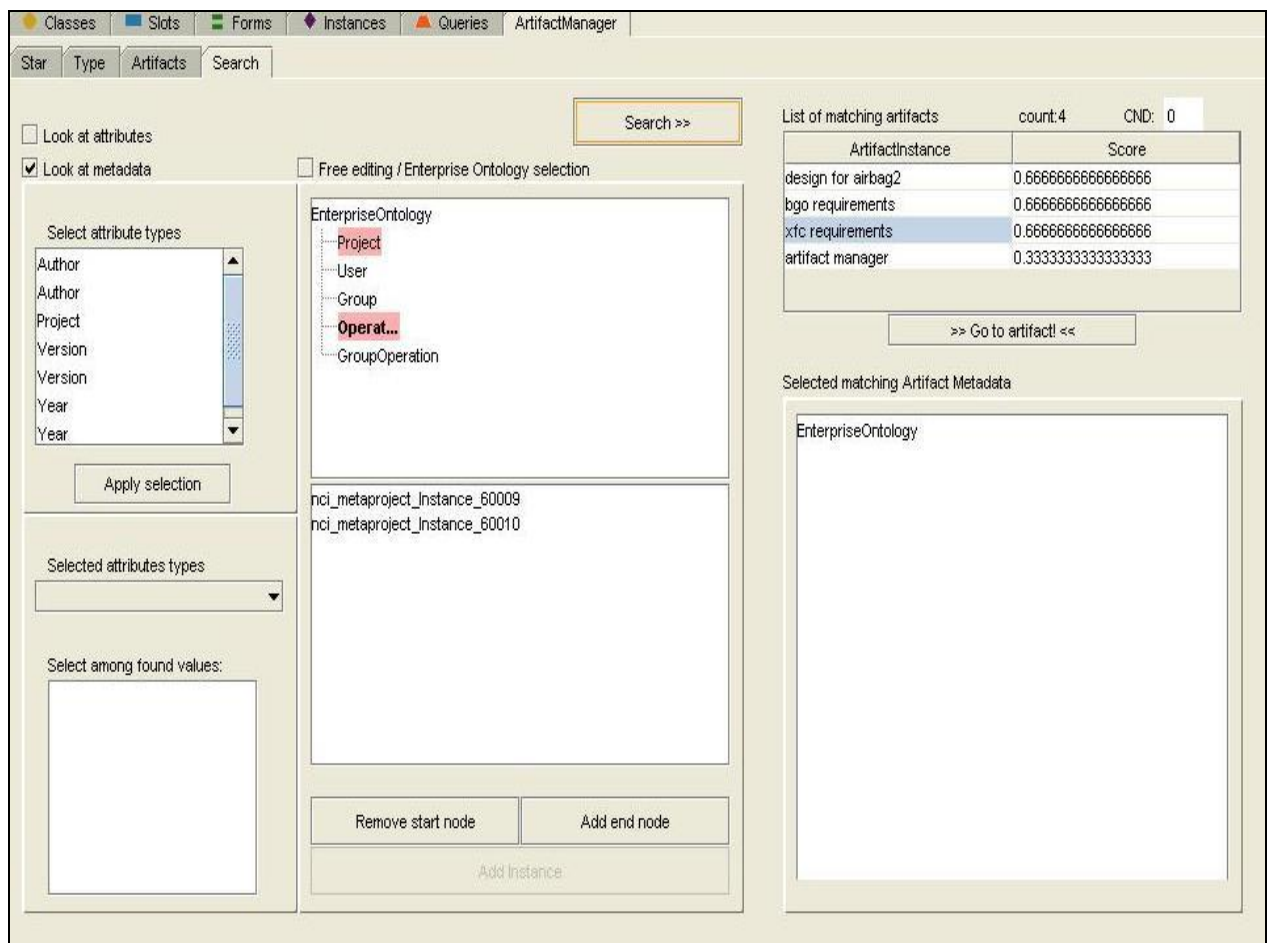 Classes Slots Forms Instances Queries ArtifactManager
Star Type Artifacts Search
Look at attributes
Look at metadata
Select attribute types
Author
Author
Project
Version
Version
Year
Year
Apply selection
Selected attributes types
Select among found values:
Search >>
Free editing / Enterprise Ontology selection
EnterpriseOntology
Project
User
Group
Operat...
GroupOperation
nci_metaproject_Instance_60009
nci_metaproject_Instance_60010
Remove start node Add end node
Add Instance
List of matching artifacts count:4 CND: 0
ArtifactInstance Score
design for airbag2 0.6666666666666666
bgo requirements 0.6666666666666666
xfc requirements 0.6666666666666666
artifact manager 0.3333333333333333
>> Go to artifact! <<
Selected matching Artifact Metadata
EnterpriseOntology